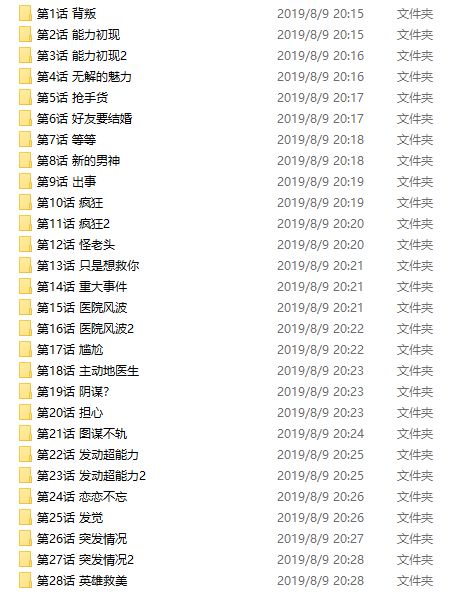 第1话 背叛 2019/8/9 20:15 文件夹
第2话 能力初现 2019/8/9 20:15 文件夹
第3话 能力初现2 2019/8/9 20:16 文件夹
第4话 无解的魅力 2019/8/9 20:16 文件夹
第5话 抢手货 2019/8/9 20:17 文件夹
第6话 好友要结婚 2019/8/9 20:17 文件夹
第7话 等等 2019/8/9 20:18 文件夹
第8话 新的男神 2019/8/9 20:18 文件夹
第9话 出事 2019/8/9 20:19 文件夹
第10话 疯狂 2019/8/9 20:19 文件夹
第11话 疯狂2 2019/8/9 20:20 文件夹
第12话 怪老头 2019/8/9 20:20 文件夹
第13话 只是想救你 2019/8/9 20:21 文件夹
第14话 重大事件 2019/8/9 20:21 文件夹
第15话 医院风波 2019/8/9 20:21 文件夹
第16话 医院风波2 2019/8/9 20:22 文件夹
第17话 尴尬 2019/8/9 20:22 文件夹
第18话 主动地医生 2019/8/9 20:23 文件夹
第19话 阴谋? 2019/8/9 20:23 文件夹
第20话 担心 2019/8/9 20:23 文件夹
第21话 图谋不轨 2019/8/9 20:24 文件夹
第22话 发动超能力 2019/8/9 20:25 文件夹
第23话 发动超能力2 2019/8/9 20:25 文件夹
第24话 恋恋不忘 2019/8/9 20:26 文件夹
第25话 发觉 2019/8/9 20:26 文件夹
第26话 突发情况 2019/8/9 20:27 文件夹
第27话 突发情况2 2019/8/9 20:28 文件夹
第28话 英雄救美 2019/8/9 20:28 文件夹